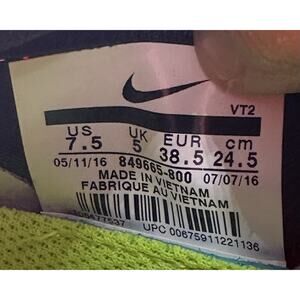 VT2
US UK EUR cm
7.5 5 38.5 24.5
05/11/16 849665-800 07/07/16
MADE IN VIETNAM
FABRIQUE AU VIETNAM
UPC 00675911221136